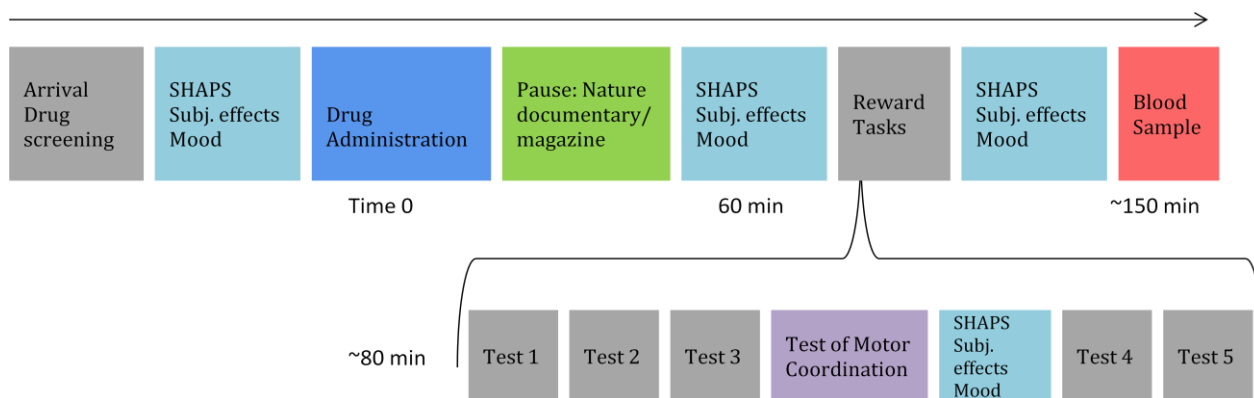 Arrival
Drug
screening
SHAPS
Subj. effects
Mood
Drug
Administration
Pause: Nature
documentary/
magazine
SHAPS
Subj. effects
Mood
Reward
Tasks
SHAPS
Subj. effects
Mood
Blood
Sample
Time 0
60 min
~150 min
~80 min
Test 1
Test 2
Test 3
Test of Motor
Coordination
SHAPS
Subj.
effects
Mood
Test 4
Test 5